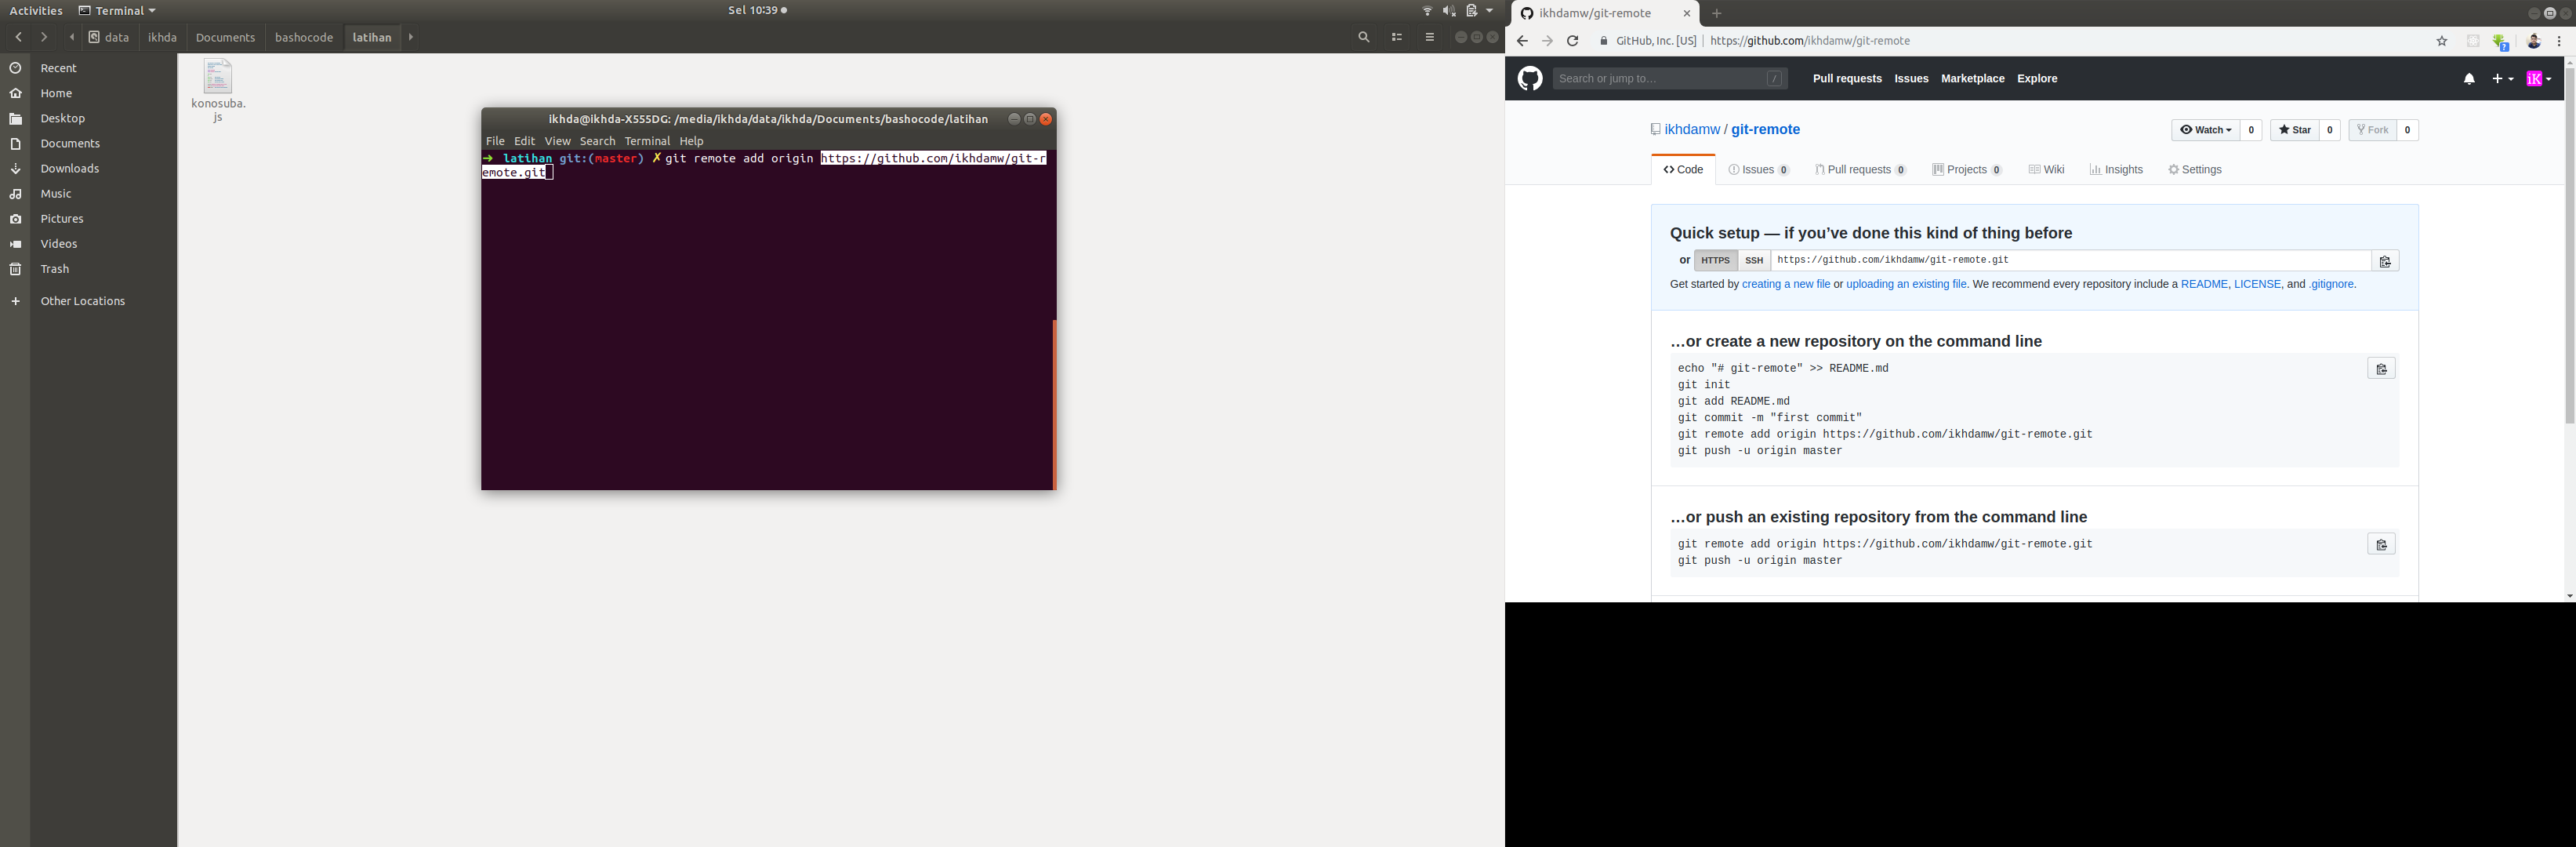 Activities Terminal Sel 10:39
data ikhda Documents bashocode latihan
Recent
Home
Desktop
Documents
Downloads
Music
Pictures
Videos
Trash
Other Locations
konosuba.
js
ikhda@ikhda-X555DG: /media/ikhda/data/ikhda/Documents/bashocode/latihan
File Edit View Search Terminal Help
➜ latihan git:(master) ✗ git remote add origin https://github.com/ikhdamw/git-r
emote.git
ikhdamw/git-remote
GitHub, Inc. [US] | https://github.com/ikhdamw/git-remote
Search or jump to… / Pull requests Issues Marketplace Explore iK
ikhdamw / git-remote Watch 0 Star 0 Fork 0
Code Issues 0 Pull requests 0 Projects 0 Wiki Insights Settings
Quick setup — if you’ve done this kind of thing before
or HTTPS SSH https://github.com/ikhdamw/git-remote.git
Get started by creating a new file or uploading an existing file. We recommend every repository include a README, LICENSE, and .gitignore.
…or create a new repository on the command line
echo "# git-remote" >> README.md
git init
git add README.md
git commit -m "first commit"
git remote add origin https://github.com/ikhdamw/git-remote.git
git push -u origin master
…or push an existing repository from the command line
git remote add origin https://github.com/ikhdamw/git-remote.git
git push -u origin master